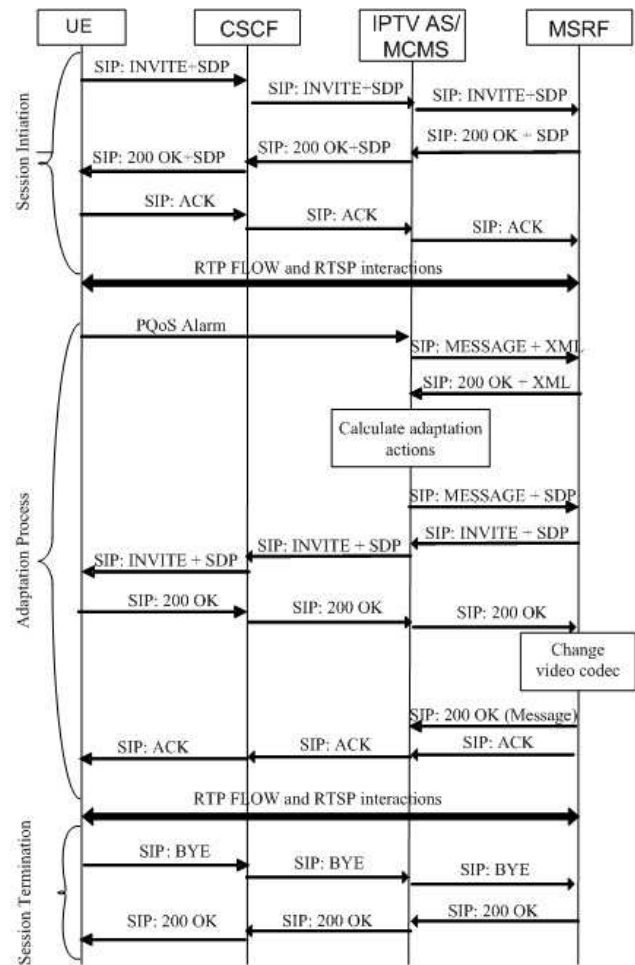 UE
CSCF
IPTV AS/
MCMS
MSRF
Session Intiation
SIP: INVITE+SDP
SIP: INVITE+SDP
SIP: INVITE+SDP
SIP: 200 OK + SDP
SIP: 200 OK+SDP
SIP: 200 OK+SDP
SIP: ACK
SIP: ACK
SIP: ACK
RTP FLOW and RTSP interactions
Adaptation Process
PQoS Alarm
SIP: MESSAGE + XML
SIP: 200 OK + XML
Calculate adaptation
actions
SIP: MESSAGE + SDP
SIP: INVITE + SDP
SIP: INVITE + SDP
SIP: INVITE + SDP
SIP: 200 OK
SIP: 200 OK
SIP: 200 OK
Change
video codec
SIP: 200 OK (Message)
SIP: ACK
SIP: ACK
SIP: ACK
RTP FLOW and RTSP interactions
Session Termination
SIP: BYE
SIP: BYE
SIP: BYE
SIP: 200 OK
SIP: 200 OK
SIP: 200 OK